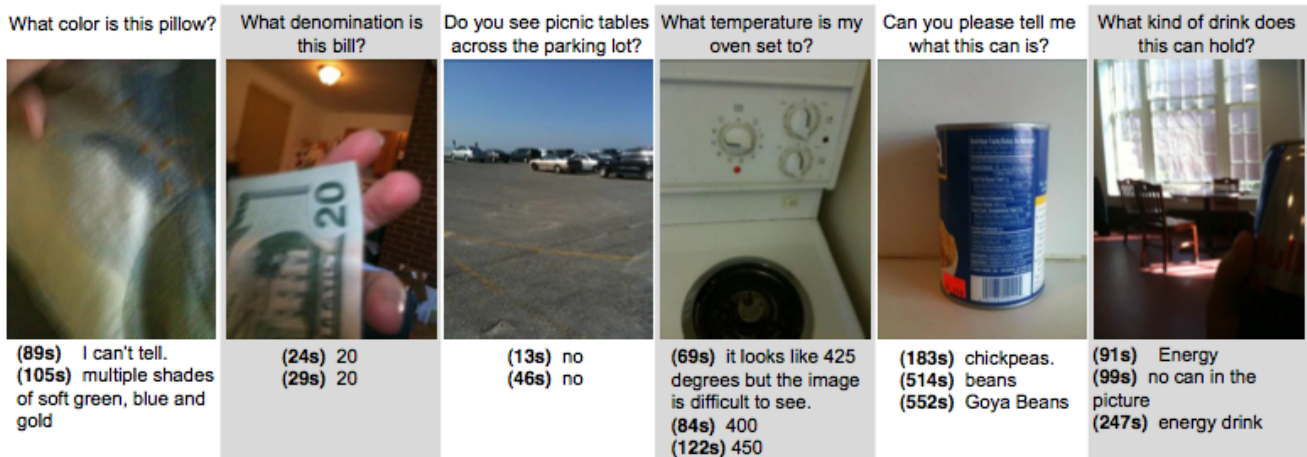 What color is this pillow?
(89s) I can't tell.
(105s) multiple shades
of soft green, blue and
gold
What denomination is
this bill?
20
(24s) 20
(29s) 20
Do you see picnic tables
across the parking lot?
(13s) no
(46s) no
What temperature is my
oven set to?
(69s) it looks like 425
degrees but the image
is difficult to see.
(84s) 400
(122s) 450
Can you please tell me
what this can is?
(183s) chickpeas.
(514s) beans
(552s) Goya Beans
What kind of drink does
this can hold?
(91s) Energy
(99s) no can in the
picture
(247s) energy drink